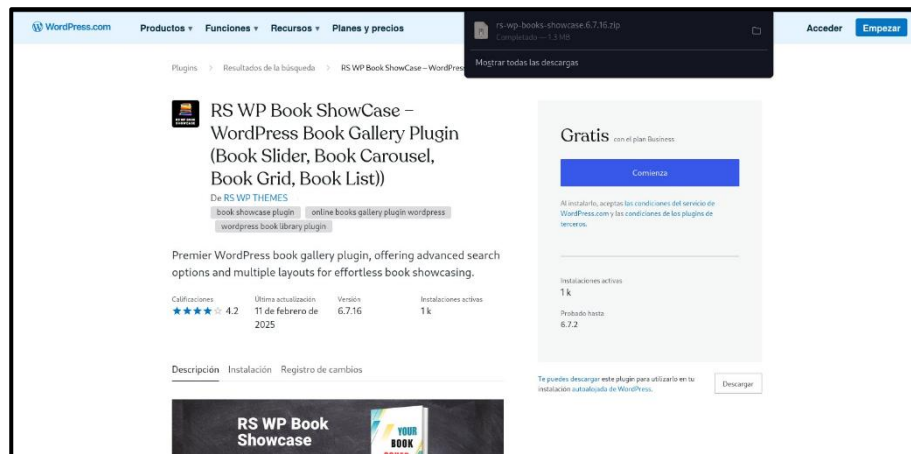 WordPress.com
Productos Funciones Recursos Planes y precios
rs-wp-books-showcase.6.7.16.zip
Completado — 1.3 MB
Mostrar todas las descargas
Acceder Empezar
Plugins > Resultados de la búsqueda > RS WP Book ShowCase – WordPres
RS WP Book ShowCase –
WordPress Book Gallery Plugin
(Book Slider, Book Carousel,
Book Grid, Book List))
De RS WP THEMES
book showcase plugin online books gallery plugin wordpress
wordpress book library plugin
Premier WordPress book gallery plugin, offering advanced search
options and multiple layouts for effortless book showcasing.
Calificaciones Última actualización Versión Instalaciones activas
4.2 11 de febrero de 6.7.16 1 k
2025
Descripción Instalación Registro de cambios
RS WP Book
Showcase
YOUR
BOOK
Gratis con el plan Business
Comienza
Al instalarlo, aceptas las condiciones del servicio de
WordPress.com y las condiciones de los plugins de
terceros.
Instalaciones activas
1 k
Probado hasta
6.7.2
Te puedes descargar este plugin para utilizarlo en tu
instalación autoalojada de WordPress.
Descargar